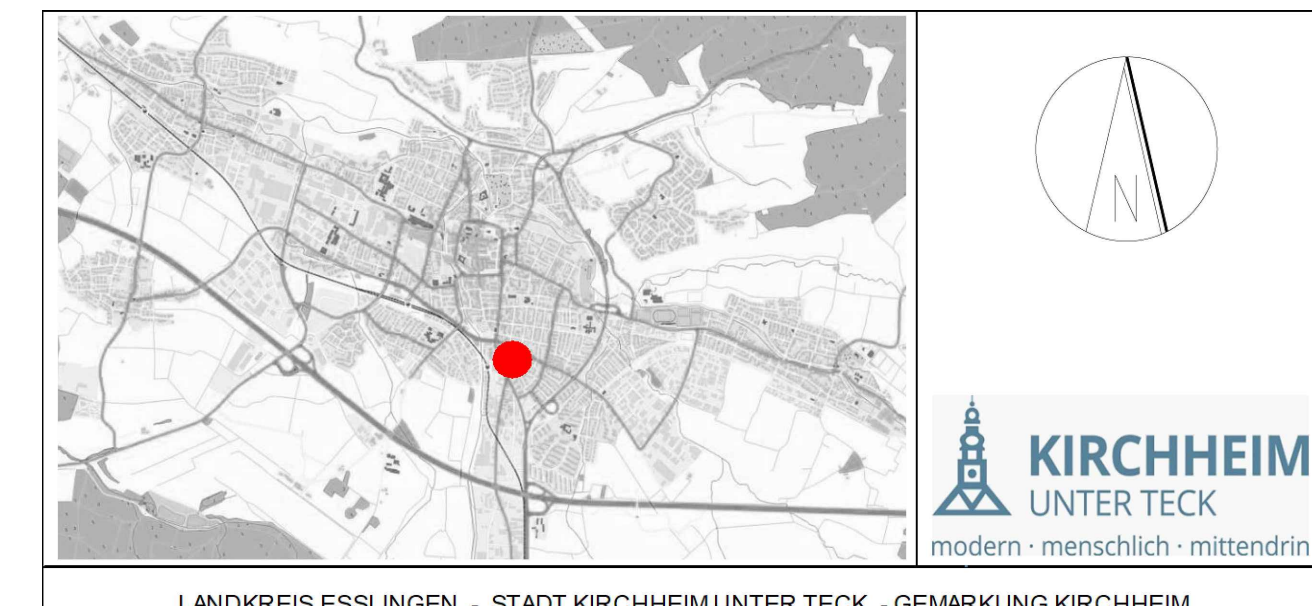 N
KIRCHHEIM
UNTER TECK
modern · menschlich · mittendrin
LANDKREIS ESSLINGEN - STADT KIRCHHEIM UNTER TECK - GEMARKUNG KIRCHHEIM